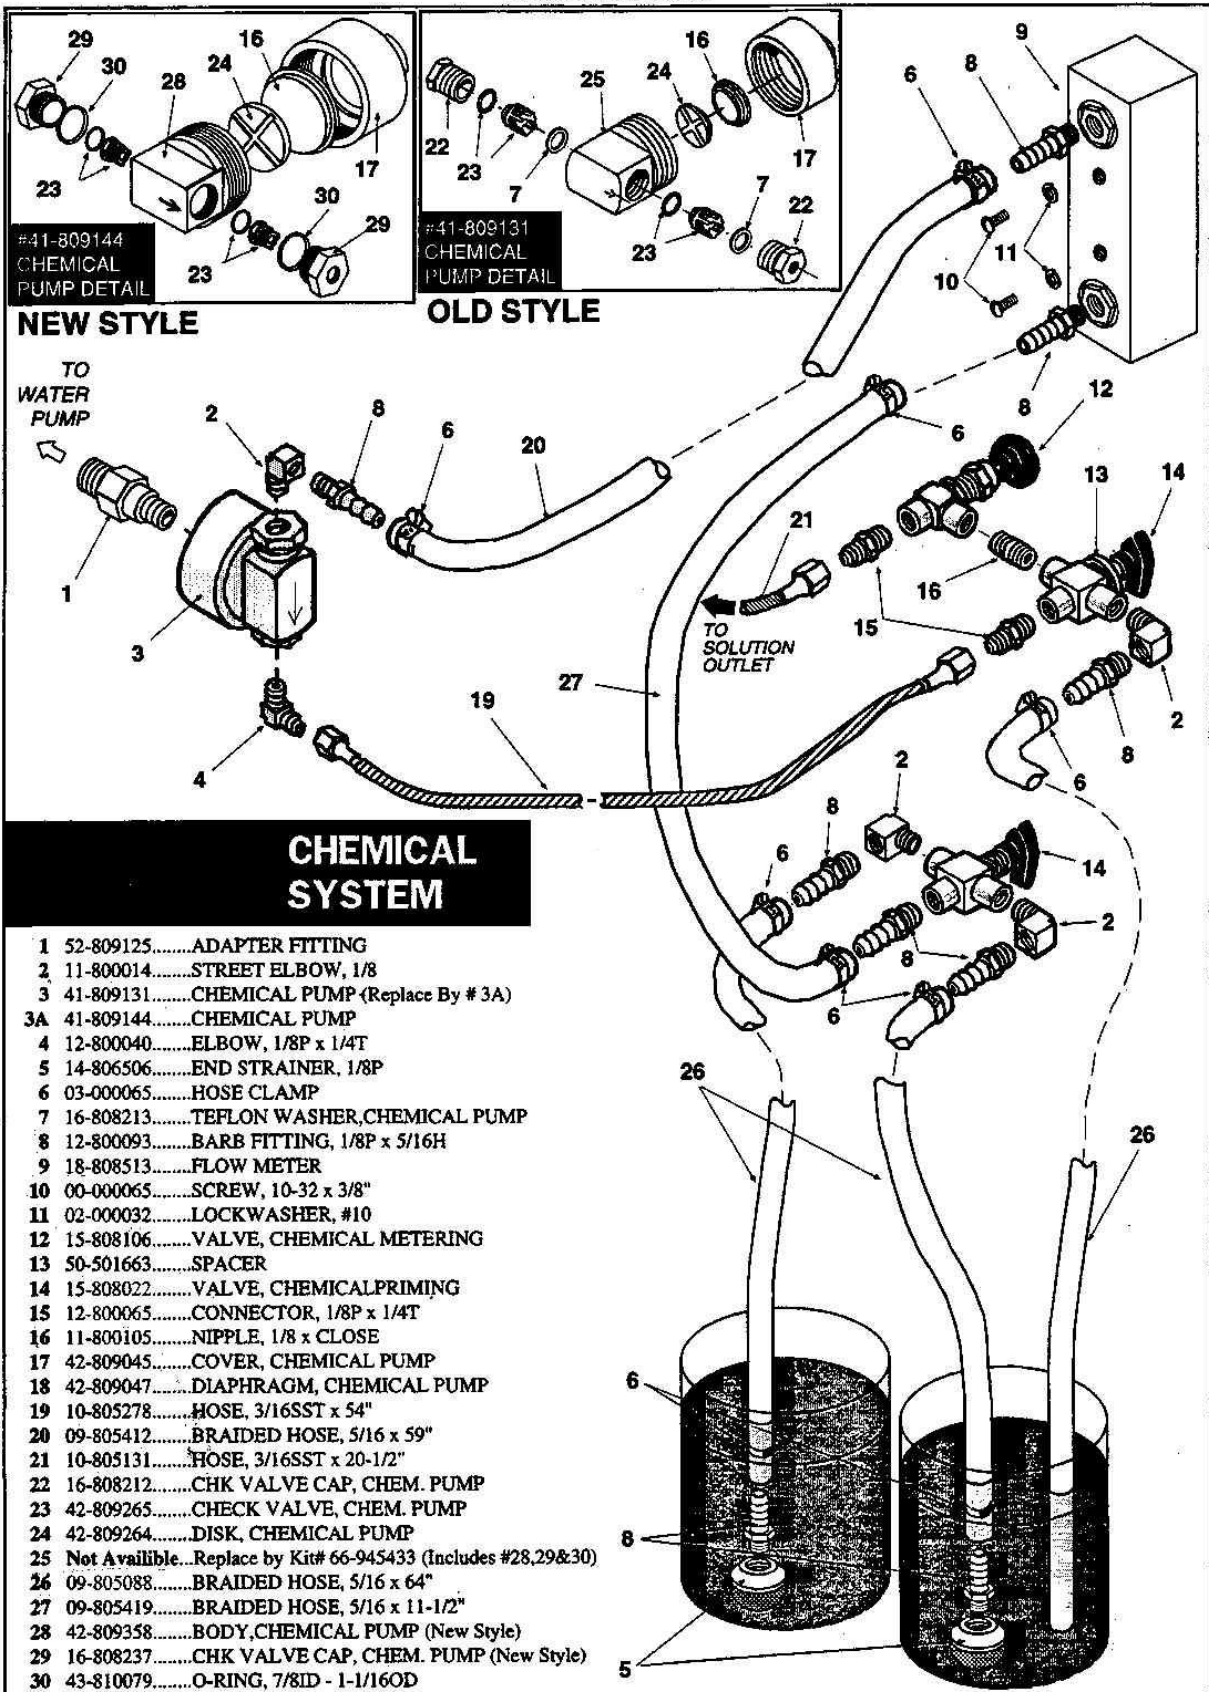 29
30
28
24
16
17
23
30
29
23
#41-809144
CHEMICAL
PUMP DETAIL
NEW STYLE
16
24
25
22
23
7
17
7
22
23
#41-809131
CHEMICAL
PUMP DETAIL
OLD STYLE
9
8
6
11
10
8
12
6
TO
WATER
PUMP
2
8
6
20
1
3
21
13
14
16
15
TO
SOLUTION
OUTLET
27
19
4
2
8
6
2
8
6
14
2
8
6
26
26
6
8
5
CHEMICAL
SYSTEM
1 52-809125........ADAPTER FITTING
2 11-800014........STREET ELBOW, 1/8
3 41-809131........CHEMICAL PUMP (Replace By # 3A)
3A 41-809144........CHEMICAL PUMP
4 12-800040........ELBOW, 1/8P x 1/4T
5 14-806506........END STRAINER, 1/8P
6 03-000065........HOSE CLAMP
7 16-808213........TEFLON WASHER,CHEMICAL PUMP
8 12-800093........BARB FITTING, 1/8P x 5/16H
9 18-808513........FLOW METER
10 00-000065........SCREW, 10-32 x 3/8"
11 02-000032........LOCKWASHER, #10
12 15-808106........VALVE, CHEMICAL METERING
13 50-501663........SPACER
14 15-808022........VALVE, CHEMICALPRIMING
15 12-800065........CONNECTOR, 1/8P x 1/4T
16 11-800105........NIPPLE, 1/8 x CLOSE
17 42-809045........COVER, CHEMICAL PUMP
18 42-809047........DIAPHRAGM, CHEMICAL PUMP
19 10-805278........HOSE, 3/16SST x 54"
20 09-805412........BRAIDED HOSE, 5/16 x 59"
21 10-805131........HOSE, 3/16SST x 20-1/2"
22 16-808212........CHK VALVE CAP, CHEM. PUMP
23 42-809265........CHECK VALVE, CHEM. PUMP
24 42-809264........DISK, CHEMICAL PUMP
25 Not Availible...Replace by Kit# 66-945433 (Includes #28,29&30)
26 09-805088........BRAIDED HOSE, 5/16 x 64"
27 09-805419........BRAIDED HOSE, 5/16 x 11-1/2"
28 42-809358........BODY,CHEMICAL PUMP (New Style)
29 16-808237........CHK VALVE CAP, CHEM. PUMP (New Style)
30 43-810079........O-RING, 7/8ID - 1-1/16OD